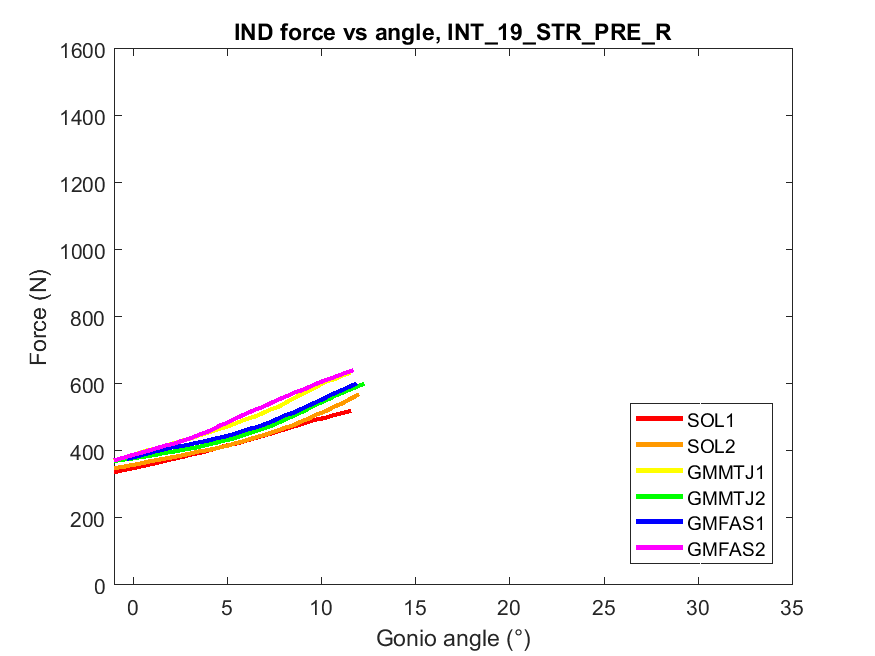 IND force vs angle, INT_19_STR_PRE_R
1600
1400
1200
1000
800
600
400
200
0
Force (N)
0 5 10 15 20 25 30 35
Gonio angle (°)
SOL1
SOL2
GMMTJ1
GMMTJ2
GMFAS1
GMFAS2